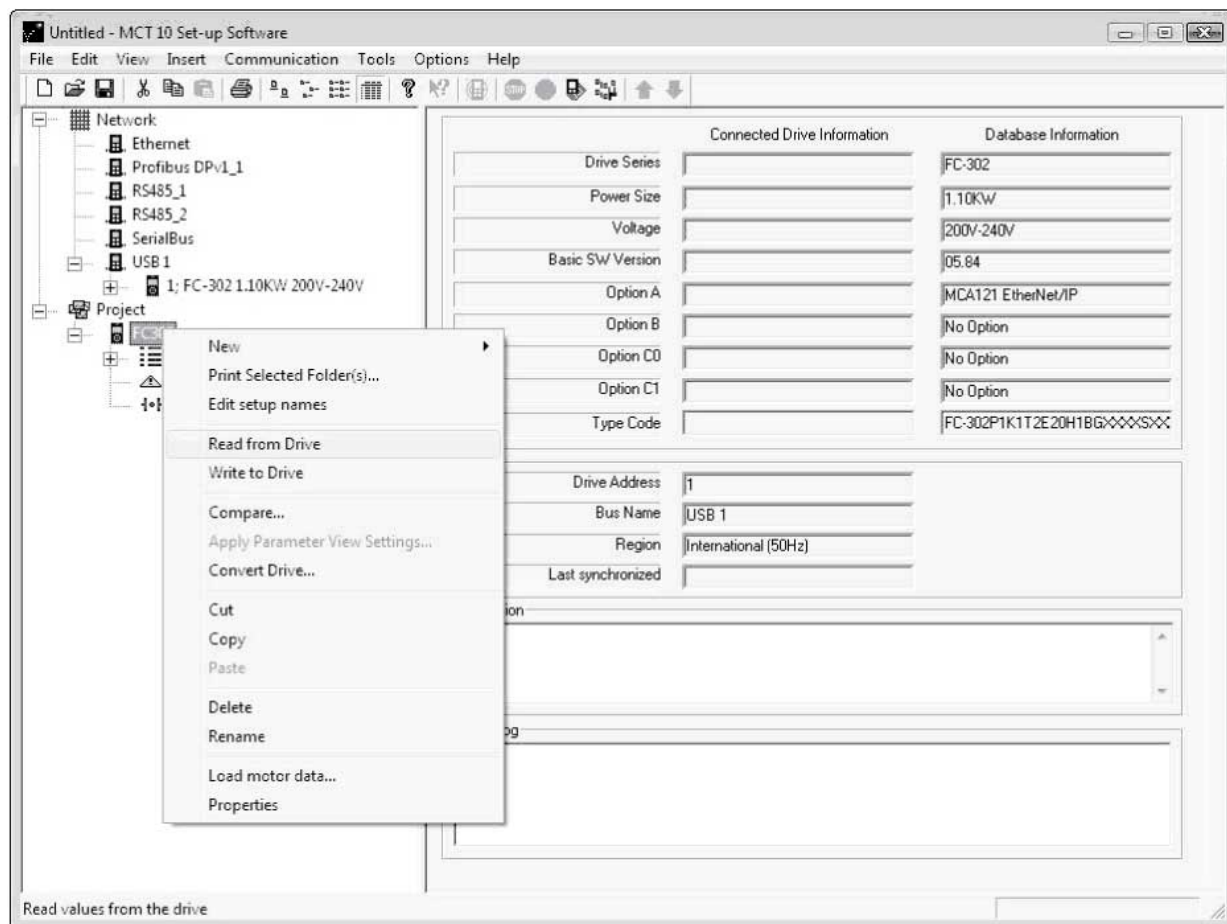 Untitled - MCT 10 Set-up Software
File Edit View Insert Communication Tools Options Help
Network
Ethernet
Profibus DPv1_1
RS485_1
RS485_2
SerialBus
USB 1
1; FC-302 1.10KW 200V-240V
Project
New
Print Selected Folder(s)...
Edit setup names
Read from Drive
Write to Drive
Compare...
Apply Parameter View Settings...
Convert Drive...
Cut
Copy
Paste
Delete
Rename
Load motor data...
Properties
Connected Drive Information Database Information
Drive Series FC-302
Power Size 1.10KW
Voltage 200V-240V
Basic SW Version 05.84
Option A MCA121 EtherNet/IP
Option B No Option
Option C0 No Option
Option C1 No Option
Type Code FC-302P1K1T2E20H1BGXXXXSXX
Drive Address 1
Bus Name USB 1
Region International (50Hz)
Last synchronized
Read values from the drive